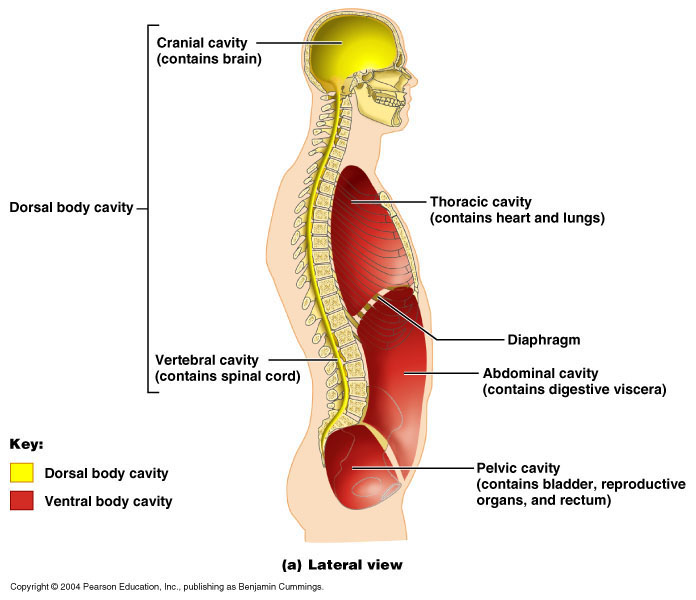 Cranial cavity
(contains brain)
Dorsal body cavity
Thoracic cavity
(contains heart and lungs)
Diaphragm
Vertebral cavity
(contains spinal cord)
Abdominal cavity
(contains digestive viscera)
Key:
Dorsal body cavity
Ventral body cavity
Pelvic cavity
(contains bladder, reproductive
organs, and rectum)
(a) Lateral view
Copyright © 2004 Pearson Education, Inc., publishing as Benjamin Cummings.